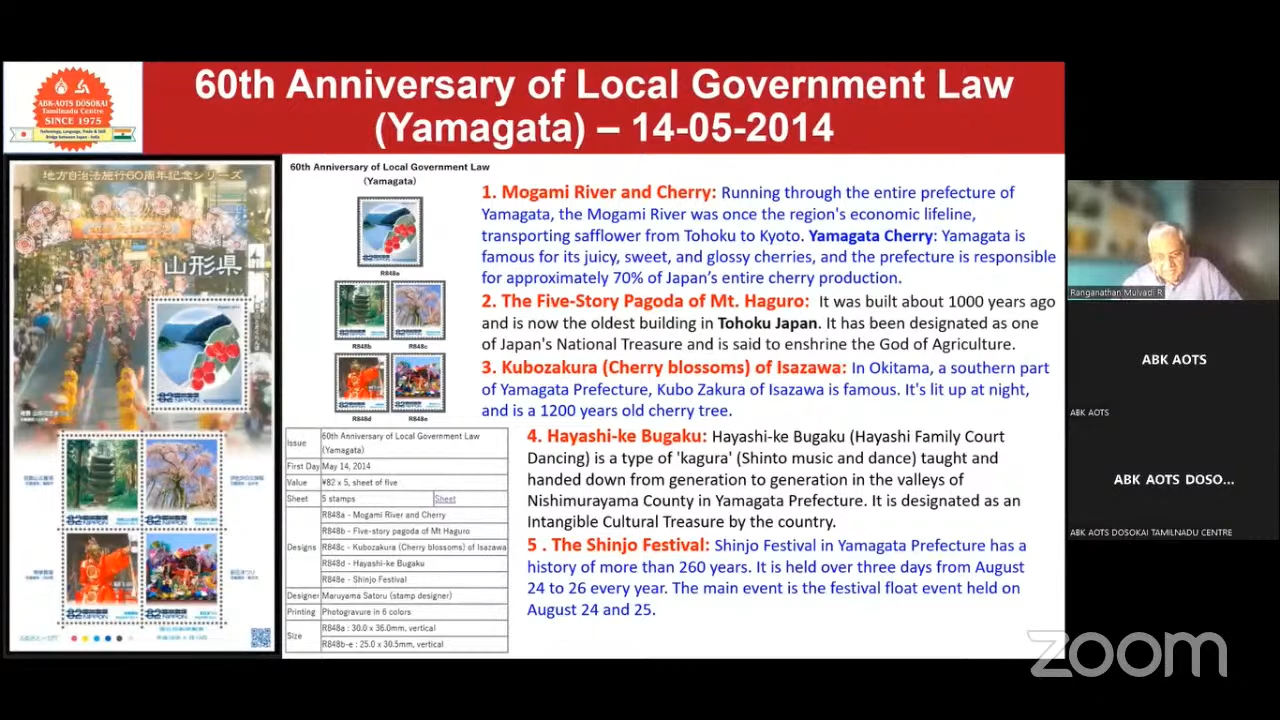 60th Anniversary of Local Government Law
(Yamagata) – 14-05-2014
ABK-AOTS DOSOKAI
Tamilnadu Centre
SINCE 1975
Technology, Language, Trade & Skill
Bridge between Japan - India
地方自治法施行60周年記念シリーズ
山形県
82 NIPPON
82 NIPPON
82 NIPPON
82 NIPPON
82 NIPPON
60th Anniversary of Local Government Law
(Yamagata)
R848a
R848b
R848c
R848d
R848e
Issue 60th Anniversary of Local Government Law
(Yamagata)
First Day May 14, 2014
Value ¥82 x 5, sheet of five
Sheet 5 stamps Sheet
Designs R848a - Mogami River and Cherry
R848b - Five-story pagoda of Mt Haguro
R848c - Kubozakura (Cherry blossoms) of Isazawa
R848d - Hayashi-ke Bugaku
R848e - Shinjo Festival
Designer Maruyama Satoru (stamp designer)
Printing Photogravure in 6 colors
Size R848a : 30.0 x 36.0mm, vertical
R848b-e : 25.0 x 30.5mm, vertical
1. Mogami River and Cherry: Running through the entire prefecture of
Yamagata, the Mogami River was once the region's economic lifeline,
transporting safflower from Tohoku to Kyoto. Yamagata Cherry: Yamagata is
famous for its juicy, sweet, and glossy cherries, and the prefecture is responsible
for approximately 70% of Japan's entire cherry production.
2. The Five-Story Pagoda of Mt. Haguro: It was built about 1000 years ago
and is now the oldest building in Tohoku Japan. It has been designated as one
of Japan's National Treasure and is said to enshrine the God of Agriculture.
3. Kubozakura (Cherry blossoms) of Isazawa: In Okitama, a southern part
of Yamagata Prefecture, Kubo Zakura of Isazawa is famous. It's lit up at night,
and is a 1200 years old cherry tree.
4. Hayashi-ke Bugaku: Hayashi-ke Bugaku (Hayashi Family Court
Dancing) is a type of 'kagura' (Shinto music and dance) taught and
handed down from generation to generation in the valleys of
Nishimurayama County in Yamagata Prefecture. It is designated as an
Intangible Cultural Treasure by the country.
5 . The Shinjo Festival: Shinjo Festival in Yamagata Prefecture has a
history of more than 260 years. It is held over three days from August
24 to 26 every year. The main event is the festival float event held on
August 24 and 25.
Ranganathan Mulvadi R
ABK AOTS
ABK AOTS
ABK AOTS DOSO...
ABK AOTS DOSOKAI TAMILNADU CENTRE
zoom